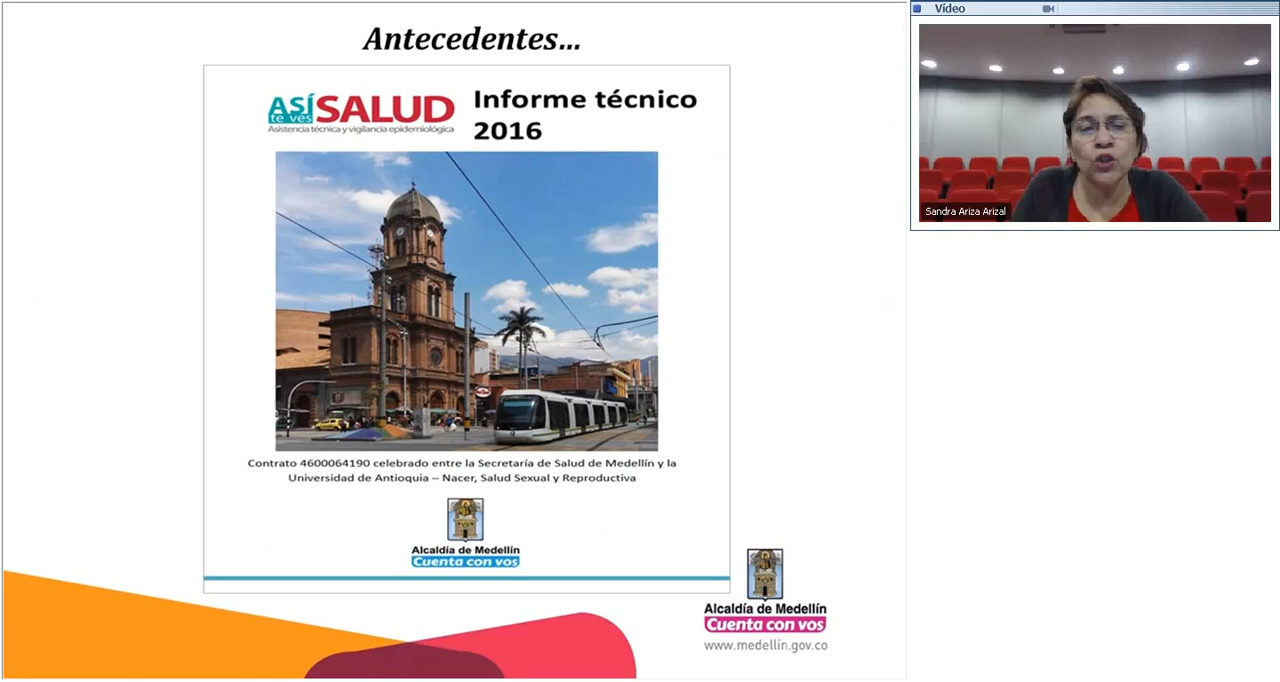 Antecedentes...
ASÍ
te ves
SALUD
Asistencia técnica y vigilancia epidemiológica
Informe técnico
2016
Contrato 4600064190 celebrado entre la Secretaría de Salud de Medellín y la
Universidad de Antioquia – Nacer, Salud Sexual y Reproductiva
Alcaldía de Medellín
Cuenta con vos
Alcaldía de Medellín
Cuenta con vos
www.medellín.gov.co
Vídeo
Sandra Ariza Arizal